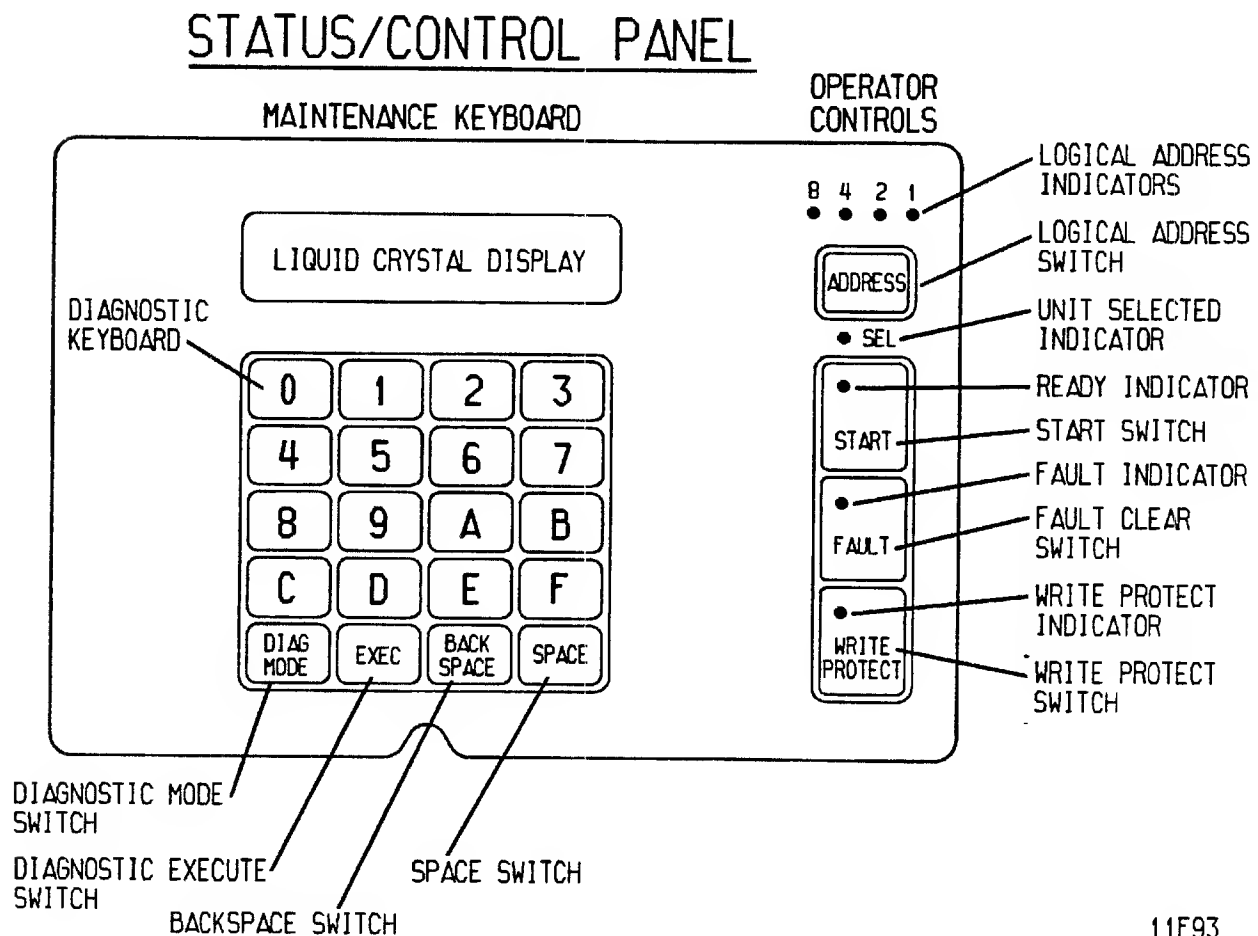 STATUS/CONTROL PANEL
MAINTENANCE KEYBOARD
OPERATOR
CONTROLS
8 4 2 1
LOGICAL ADDRESS
INDICATORS
LIQUID CRYSTAL DISPLAY
ADDRESS
LOGICAL ADDRESS
SWITCH
SEL
UNIT SELECTED
INDICATOR
DIAGNOSTIC
KEYBOARD
0 1 2 3
4 5 6 7
8 9 A B
C D E F
DIAG
MODE
EXEC
BACK
SPACE
SPACE
START
FAULT
WRITE
PROTECT
READY INDICATOR
START SWITCH
FAULT INDICATOR
FAULT CLEAR
SWITCH
WRITE PROTECT
INDICATOR
WRITE PROTECT
SWITCH
DIAGNOSTIC MODE
SWITCH
DIAGNOSTIC EXECUTE
SWITCH
BACKSPACE SWITCH
SPACE SWITCH
11F93